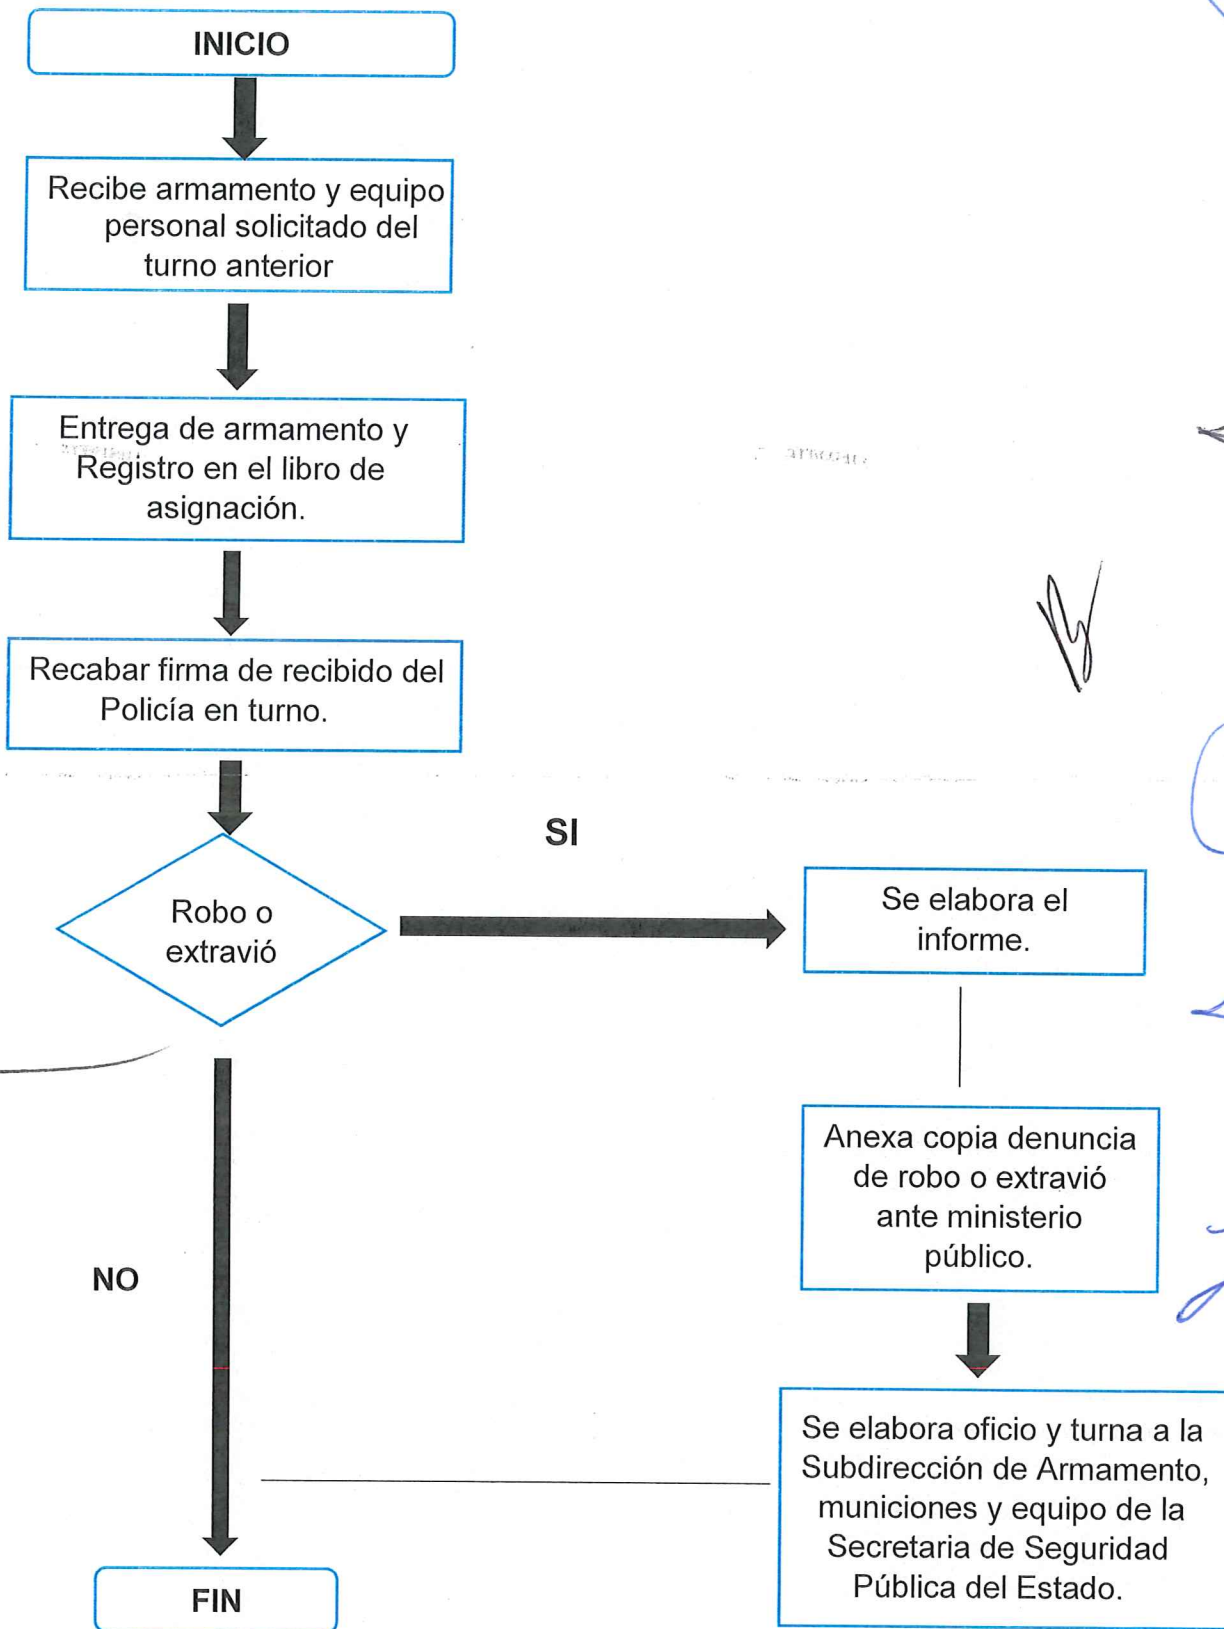 INICIO
Recibe armamento y equipo
personal solicitado del
turno anterior
Entrega de armamento y
Registro en el libro de
asignación.
Recabar firma de recibido del
Policía en turno.
SI
Robo o
extravió
Se elabora el
informe.
Anexa copia denuncia
de robo o extravió
ante ministerio
público.
NO
Se elabora oficio y turna a la
Subdirección de Armamento,
municiones y equipo de la
Secretaria de Seguridad
Pública del Estado.
FIN